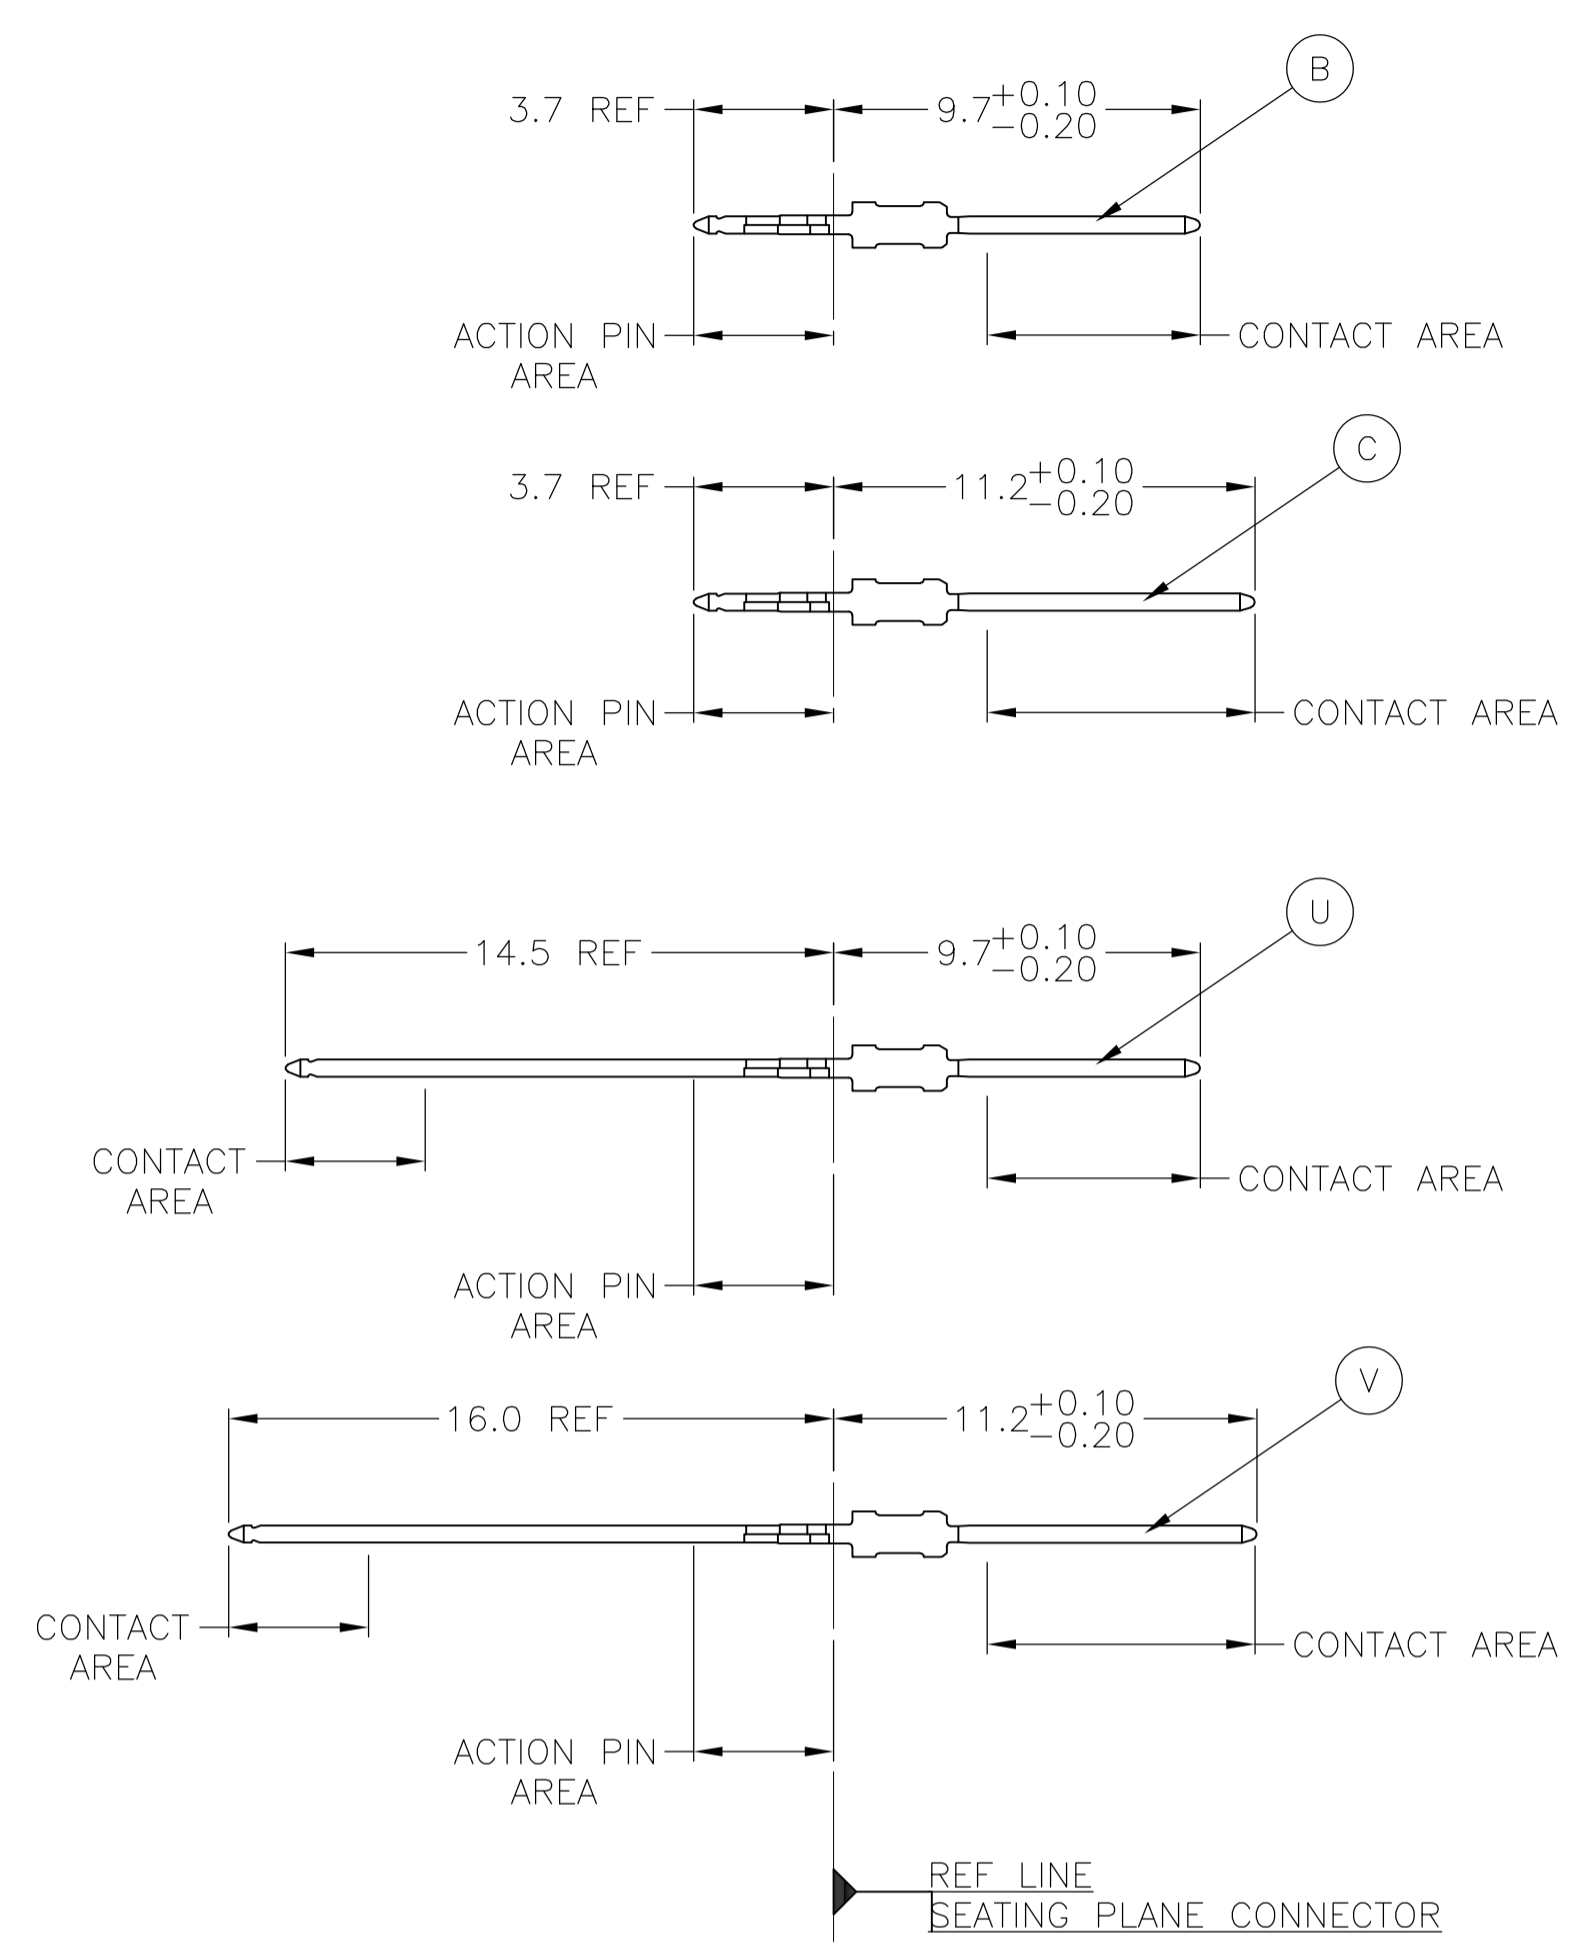 B
3.7 REF
9.7 +0.10
-0.20
ACTION PIN
AREA
CONTACT AREA
C
3.7 REF
11.2 +0.10
-0.20
ACTION PIN
AREA
CONTACT AREA
U
14.5 REF
9.7 +0.10
-0.20
CONTACT
AREA
CONTACT AREA
ACTION PIN
AREA
V
16.0 REF
11.2 +0.10
-0.20
CONTACT
AREA
CONTACT AREA
ACTION PIN
AREA
REF LINE
SEATING PLANE CONNECTOR